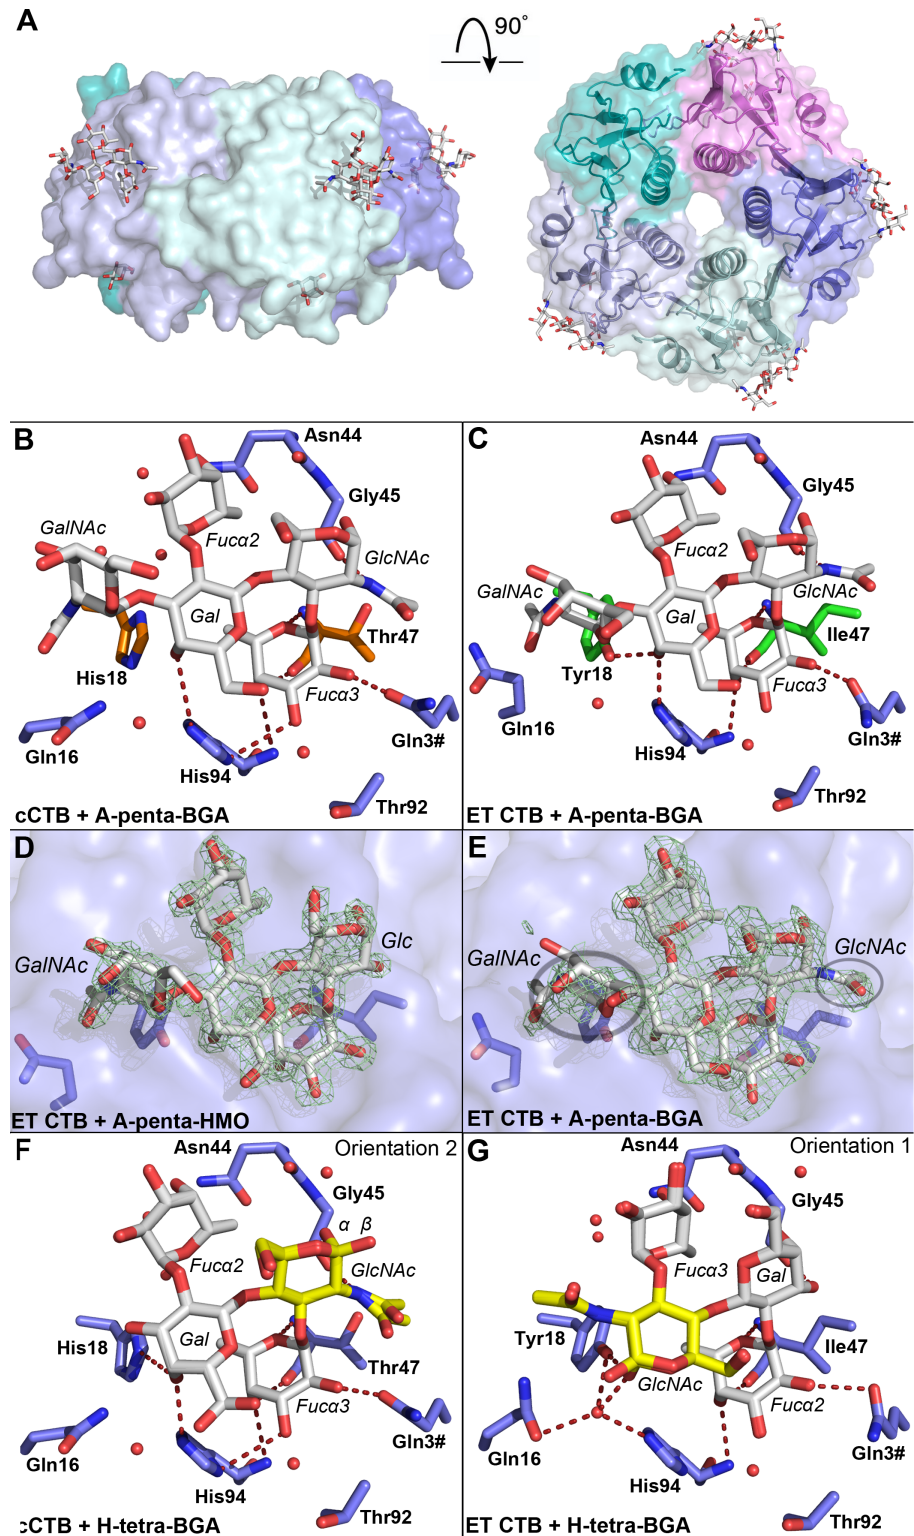 A
90°
B
Asn44
Gly45
GalNAc
Fucα2
GlcNAc
Gal
Thr47
His18
Fucα3
Gln16
Gln3#
His94
Thr92
cCTB + A-penta-BGA
C
Asn44
Gly45
Fucα2
GalNAc
GlcNAc
Gal
Ile47
Tyr18
Fucα3
Gln16
Gln3#
His94
Thr92
ET CTB + A-penta-BGA
D
GalNAc
Glc
ET CTB + A-penta-HMO
E
GalNAc
GlcNAc
ET CTB + A-penta-BGA
F
Asn44
Orientation 2
Gly45
α β
Fucα2
GlcNAc
His18
Gal
Thr47
Fucα3
Gln16
Gln3#
His94
Thr92
cCTB + H-tetra-BGA
G
Asn44
Orientation 1
Gly45
Fucα3
Gal
Tyr18
Ile47
GlcNAc
Fucα2
Gln16
Gln3#
His94
Thr92
ET CTB + H-tetra-BGA